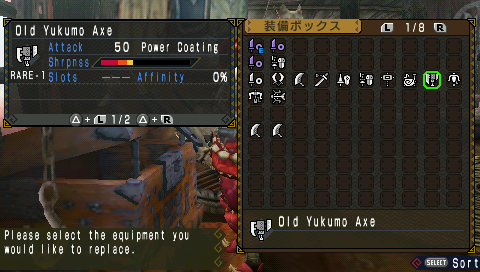 Old Yukumo Axe
Attack 50 Power Coating
Shrpnss
RARE-1 Slots --- Affinity 0%
△+L 1/2 △+R
装備ボックス L 1/8 R
E
Old Yukumo Axe
Please select the equipment you
would like to replace.
SELECT Sort